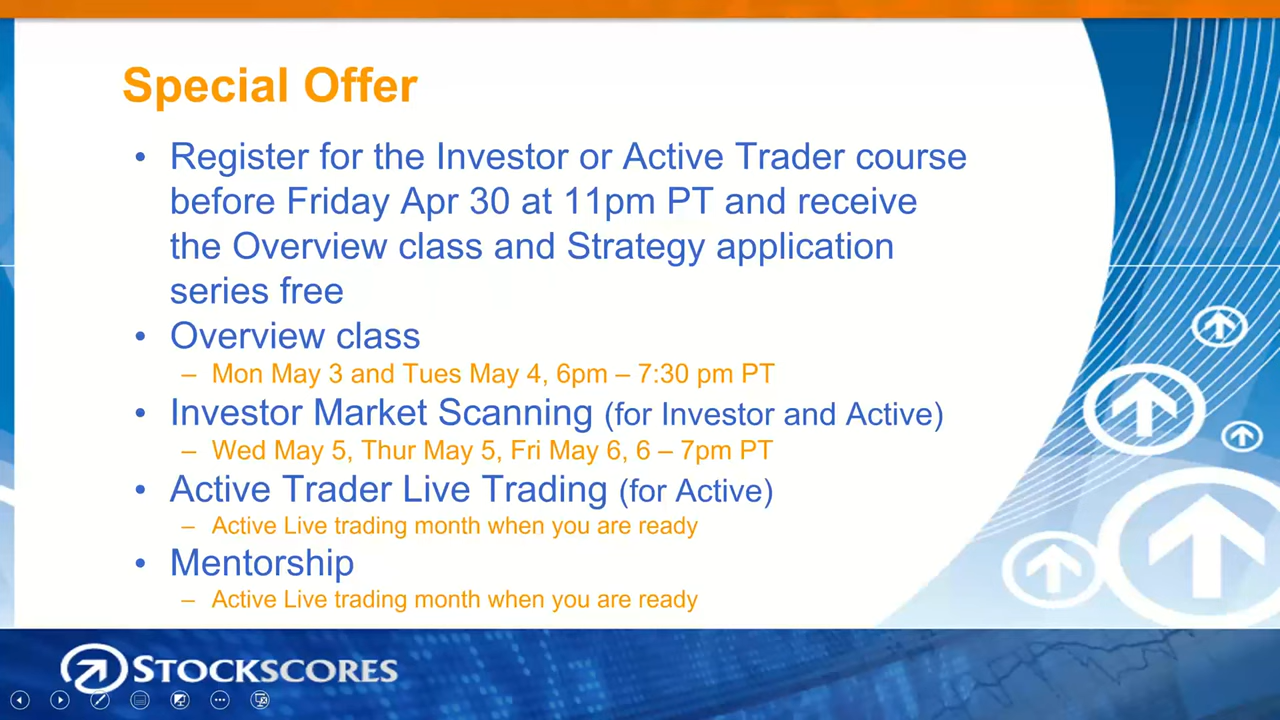 Special Offer
• Register for the Investor or Active Trader course
before Friday Apr 30 at 11pm PT and receive
the Overview class and Strategy application
series free
• Overview class
– Mon May 3 and Tues May 4, 6pm – 7:30 pm PT
• Investor Market Scanning (for Investor and Active)
– Wed May 5, Thur May 5, Fri May 6, 6 – 7pm PT
• Active Trader Live Trading (for Active)
– Active Live trading month when you are ready
• Mentorship
– Active Live trading month when you are ready
STOCKSCORES